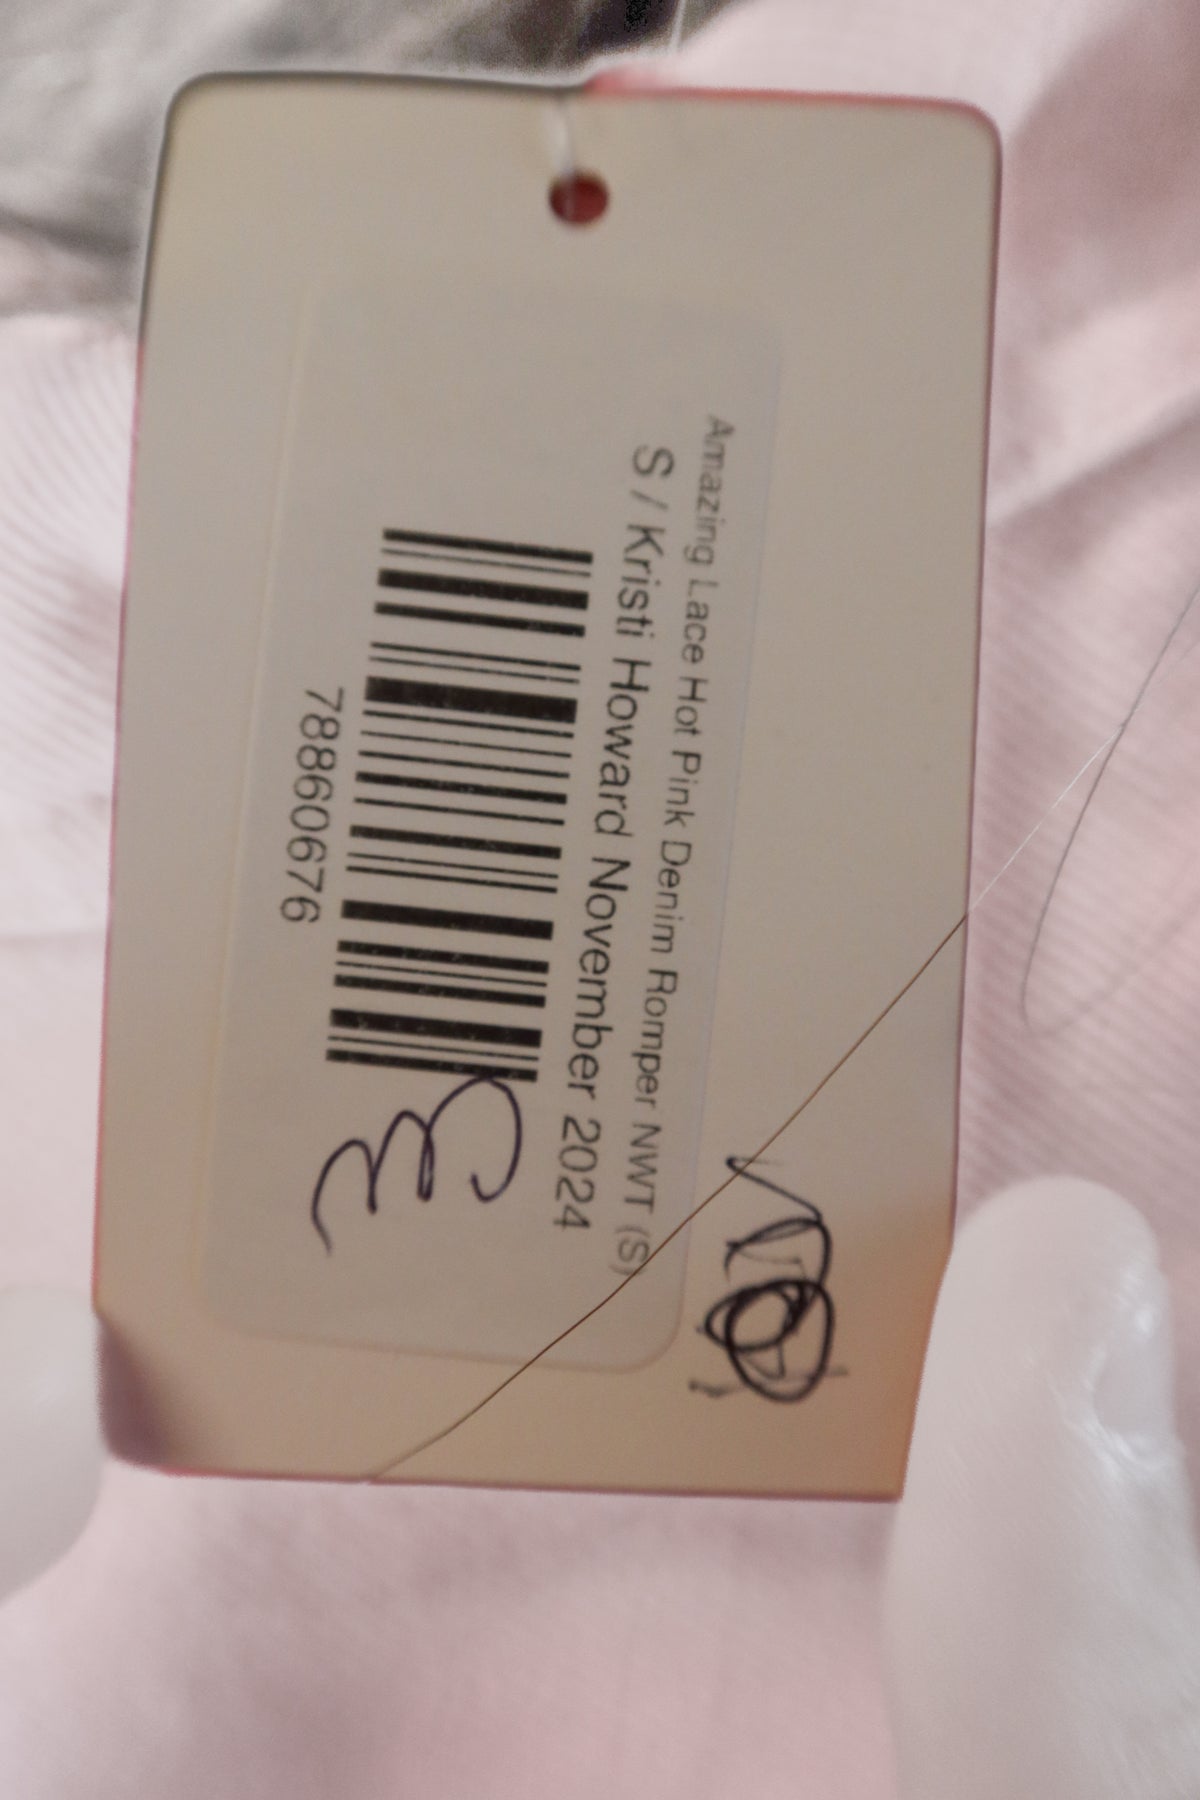 Amazing Lace Hot Pink Denim Romper NWT (S)
S / Kristi Howard November 2024
78860676